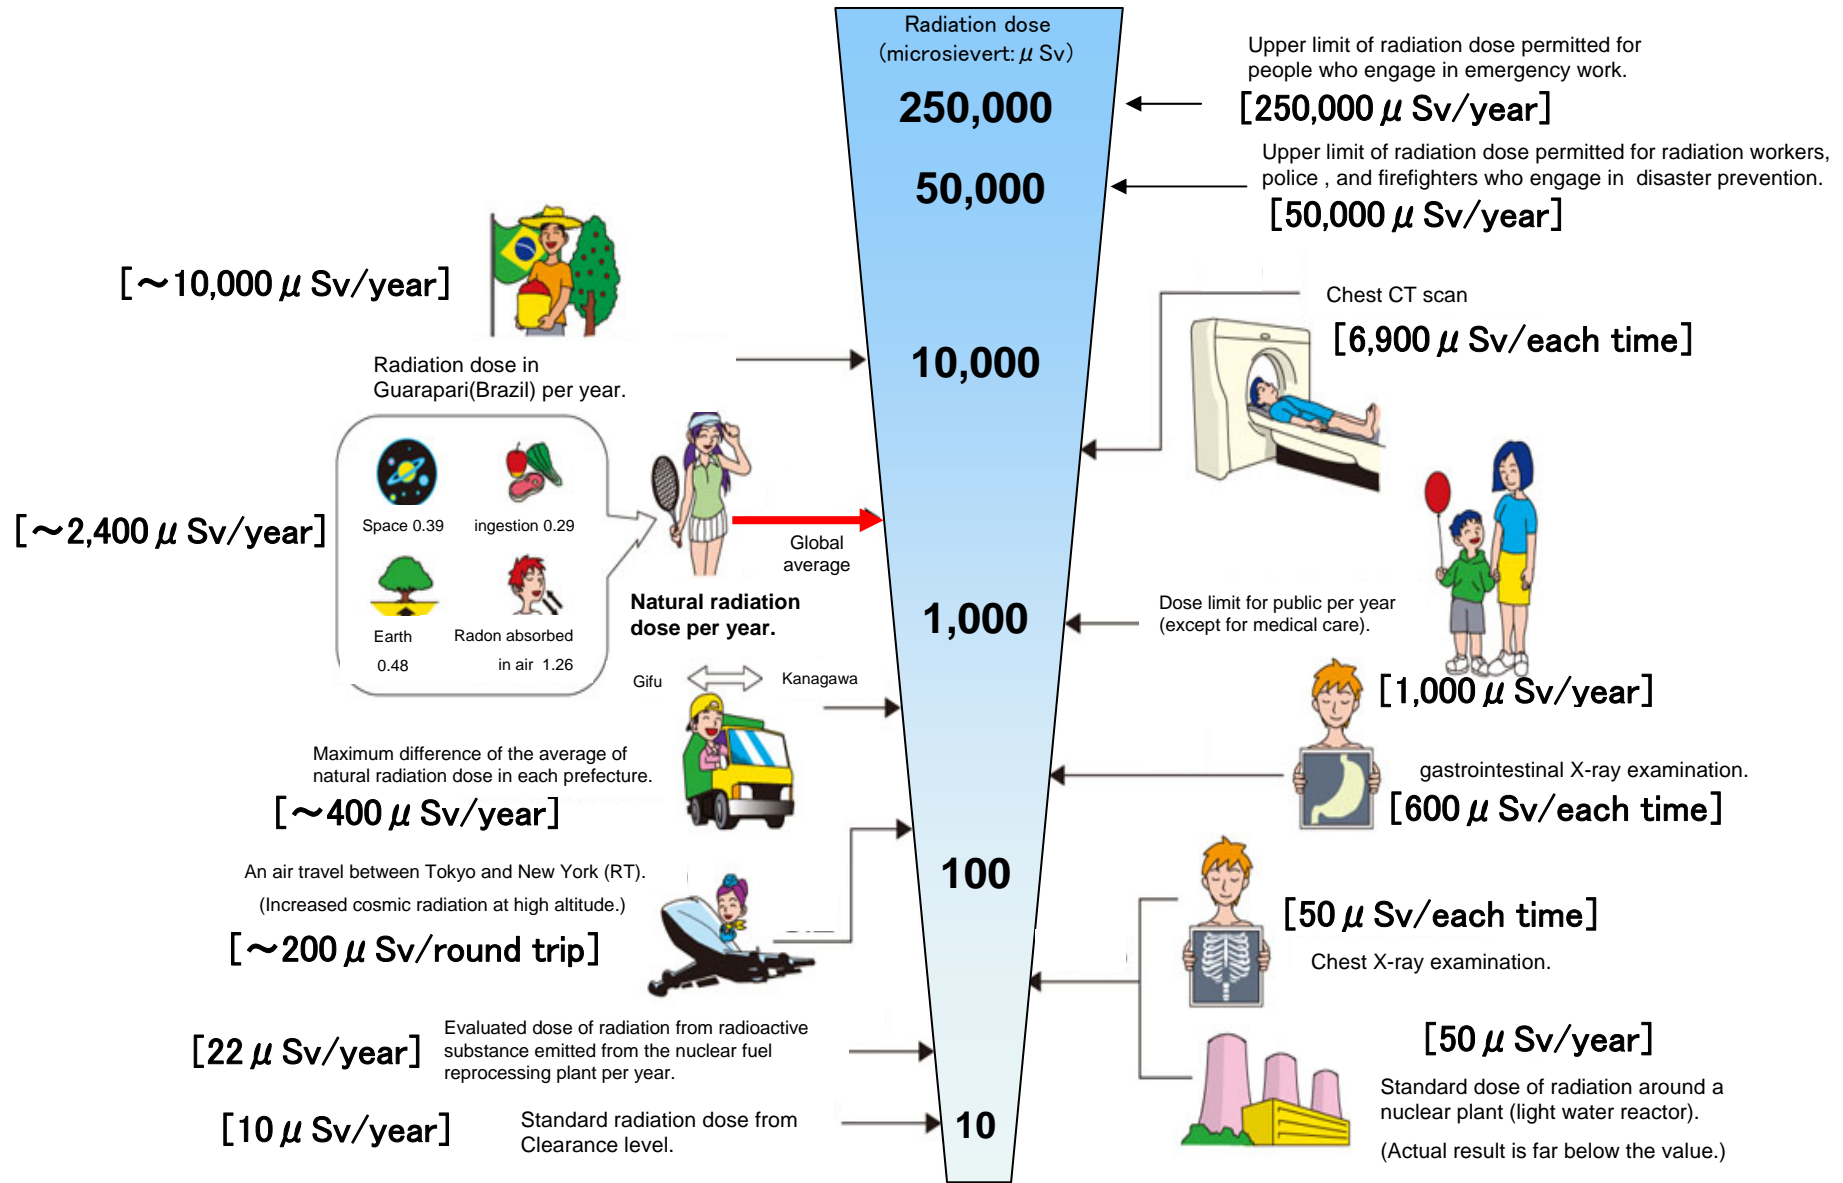 Radiation dose
(microsievert: μ Sv)
250,000
50,000
10,000
1,000
100
10
Upper limit of radiation dose permitted for
people who engage in emergency work.
[250,000 μ Sv/year]
Upper limit of radiation dose permitted for radiation workers,
police , and firefighters who engage in disaster prevention.
[50,000 μ Sv/year]
[~10,000 μ Sv/year]
Radiation dose in
Guarapari(Brazil) per year.
Chest CT scan
[6,900 μ Sv/each time]
[~2,400 μ Sv/year]
Space 0.39
ingestion 0.29
Earth
0.48
Radon absorbed
in air 1.26
Global
average
Natural radiation
dose per year.
Dose limit for public per year
(except for medical care).
[1,000 μ Sv/year]
Gifu
Kanagawa
Maximum difference of the average of
natural radiation dose in each prefecture.
[~400 μ Sv/year]
gastrointestinal X-ray examination.
[600 μ Sv/each time]
An air travel between Tokyo and New York (RT).
(Increased cosmic radiation at high altitude.)
[~200 μ Sv/round trip]
[50 μ Sv/each time]
Chest X-ray examination.
[22 μ Sv/year]
Evaluated dose of radiation from radioactive
substance emitted from the nuclear fuel
reprocessing plant per year.
[50 μ Sv/year]
Standard dose of radiation around a
nuclear plant (light water reactor).
(Actual result is far below the value.)
[10 μ Sv/year]
Standard radiation dose from
Clearance level.